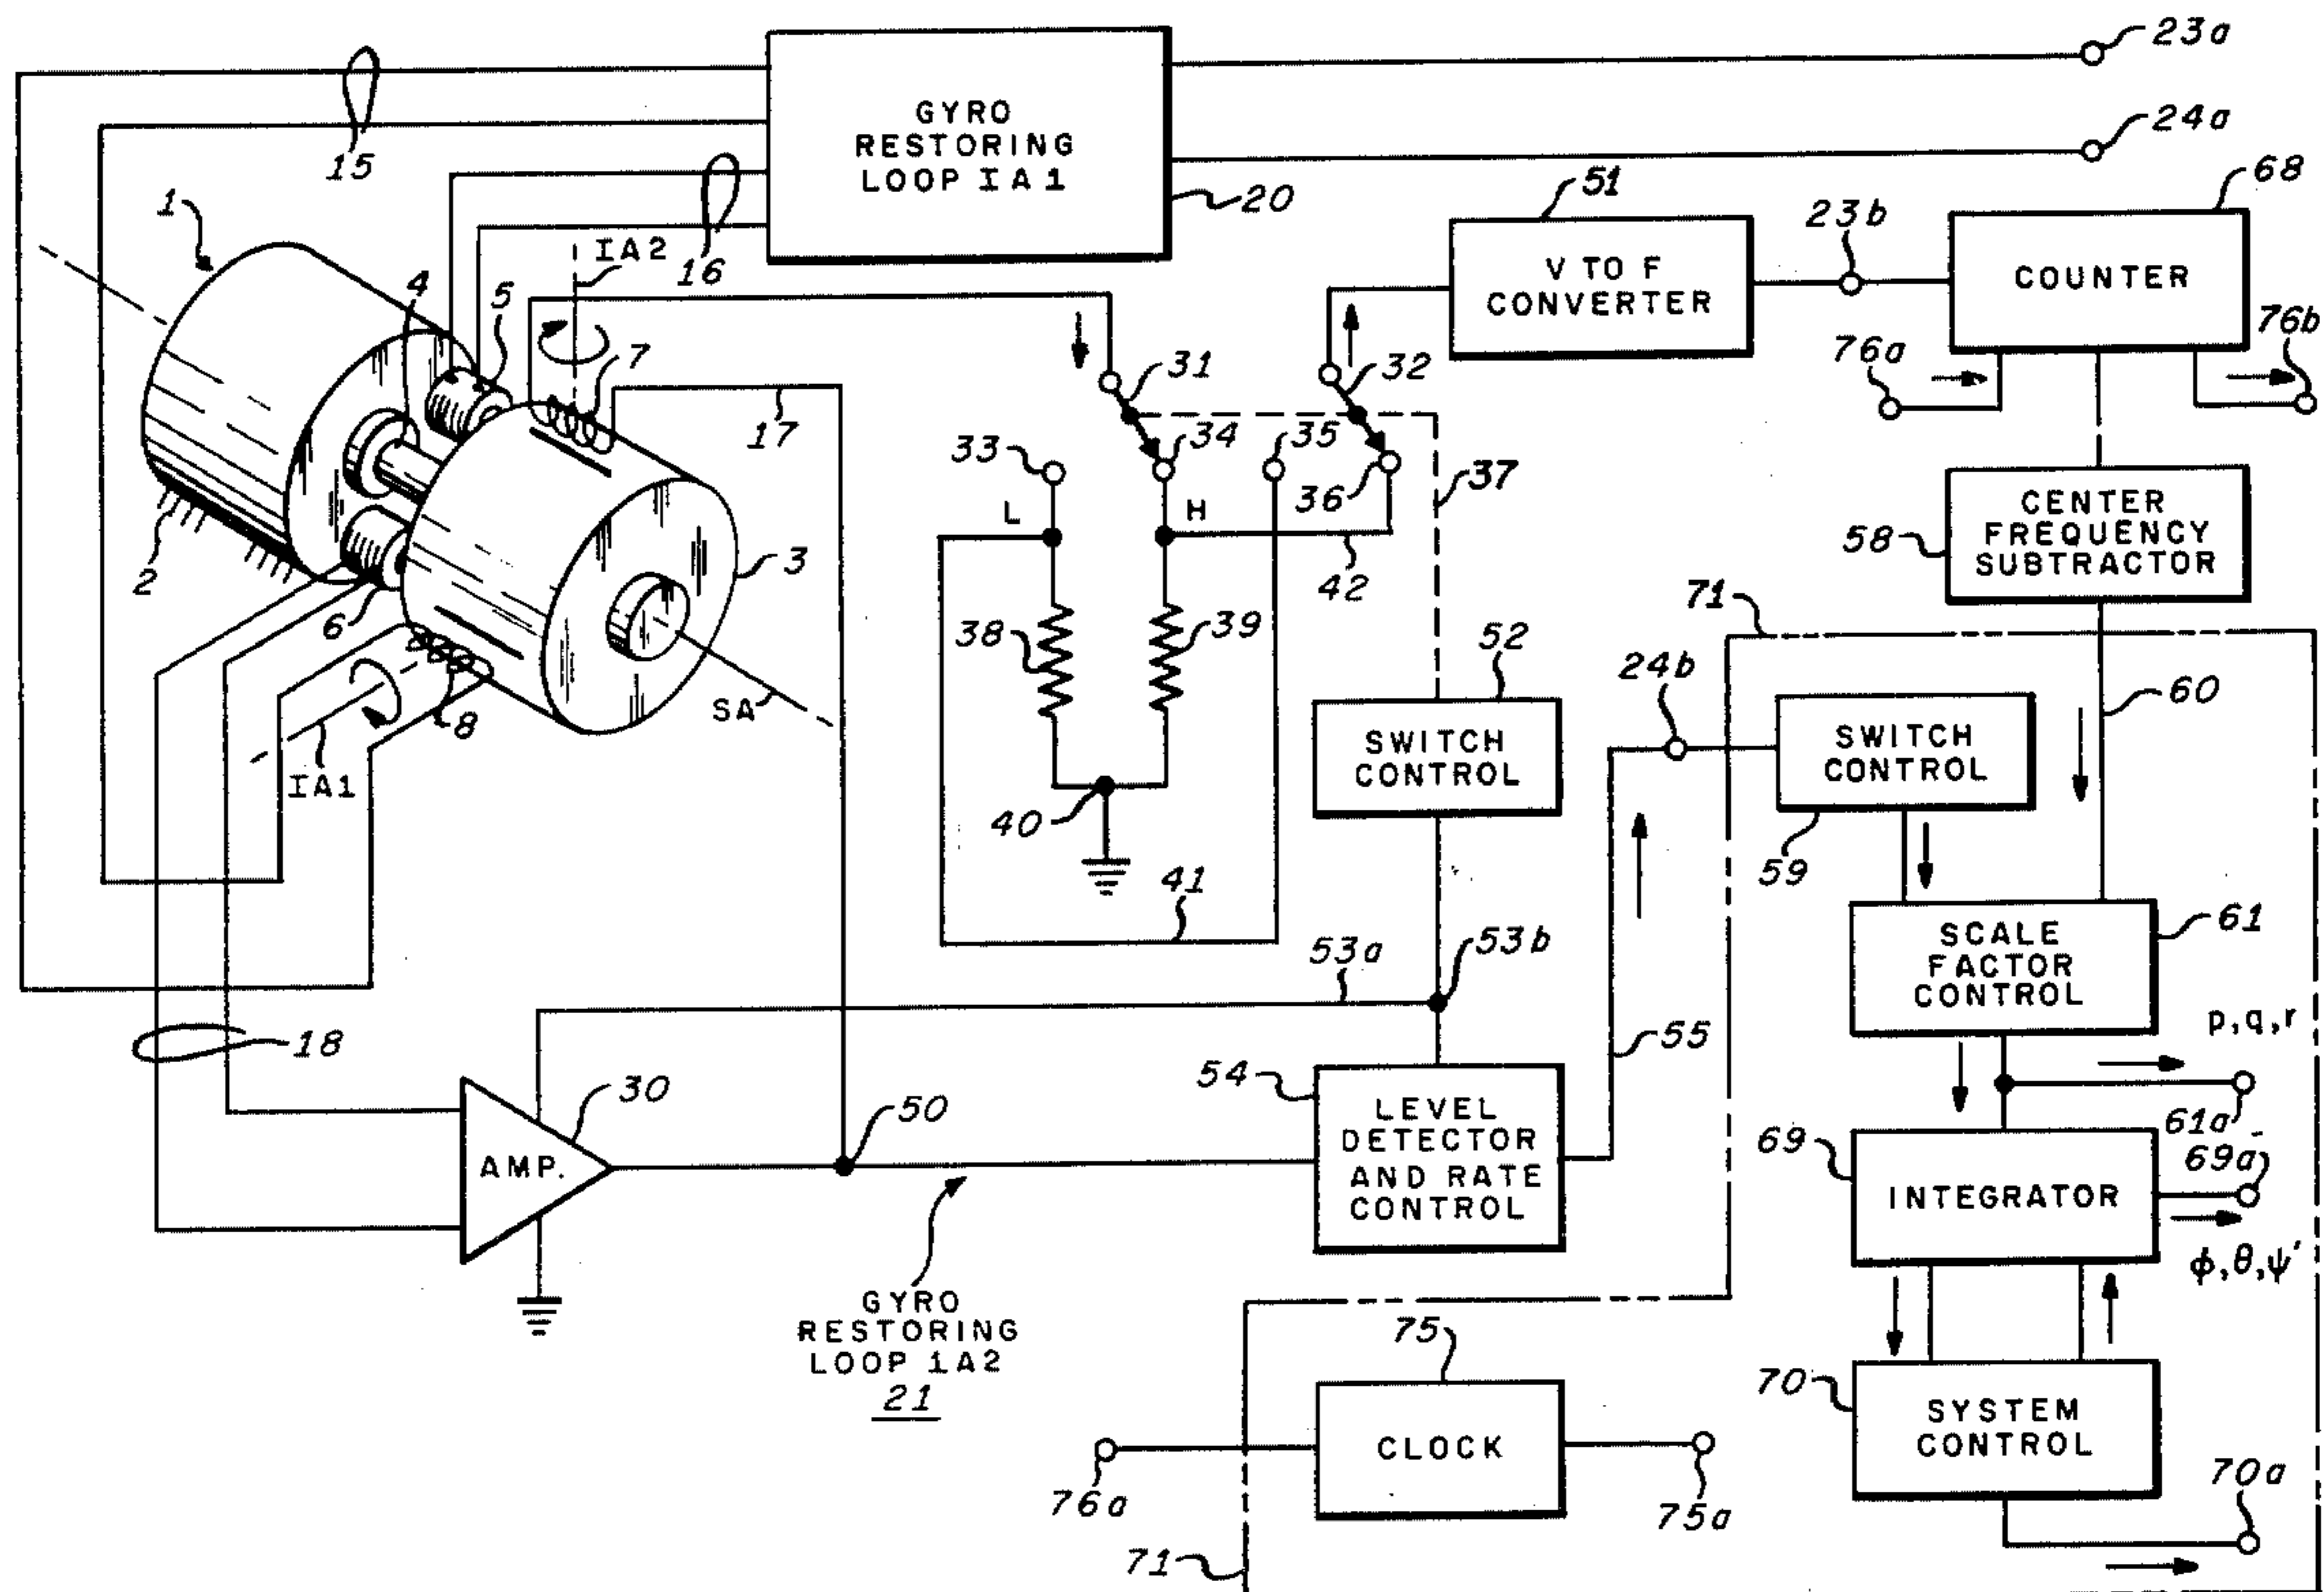 23a
GYRO
RESTORING
LOOP IA1
24a
15
20
1
16
IA2
51
68
V TO F
CONVERTER
23b
COUNTER
4
5
7
17
31
32
76a
76b
33
34
35
36
37
L
H
42
CENTER
FREQUENCY
SUBTRACTOR
58
2
3
6
8
SA
IA1
38
39
52
71
24b
60
SWITCH
CONTROL
SWITCH
CONTROL
40
59
41
53a
53b
SCALE
FACTOR
CONTROL
61
p,q,r
18
55
30
AMP.
50
54
LEVEL
DETECTOR
AND RATE
CONTROL
61a
69
69a
INTEGRATOR
ϕ,θ,ψ'
GYRO
RESTORING
LOOP 1A2
21
75
CLOCK
76a
75a
70
SYSTEM
CONTROL
70a
71